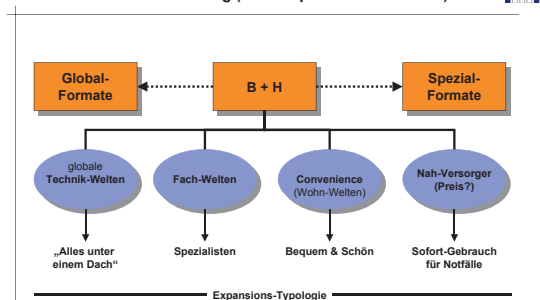 Global-
Formate
B + H
Spezial-
Formate
globale
Technik-Welten
Fach-Welten
Convenience
(Wohn-Welten)
Nah-Versorger
(Preis?)
„Alles unter
einem Dach“
Spezialisten
Bequem & Schön
Sofort-Gebrauch
für Notfälle
Expansions-Typologie